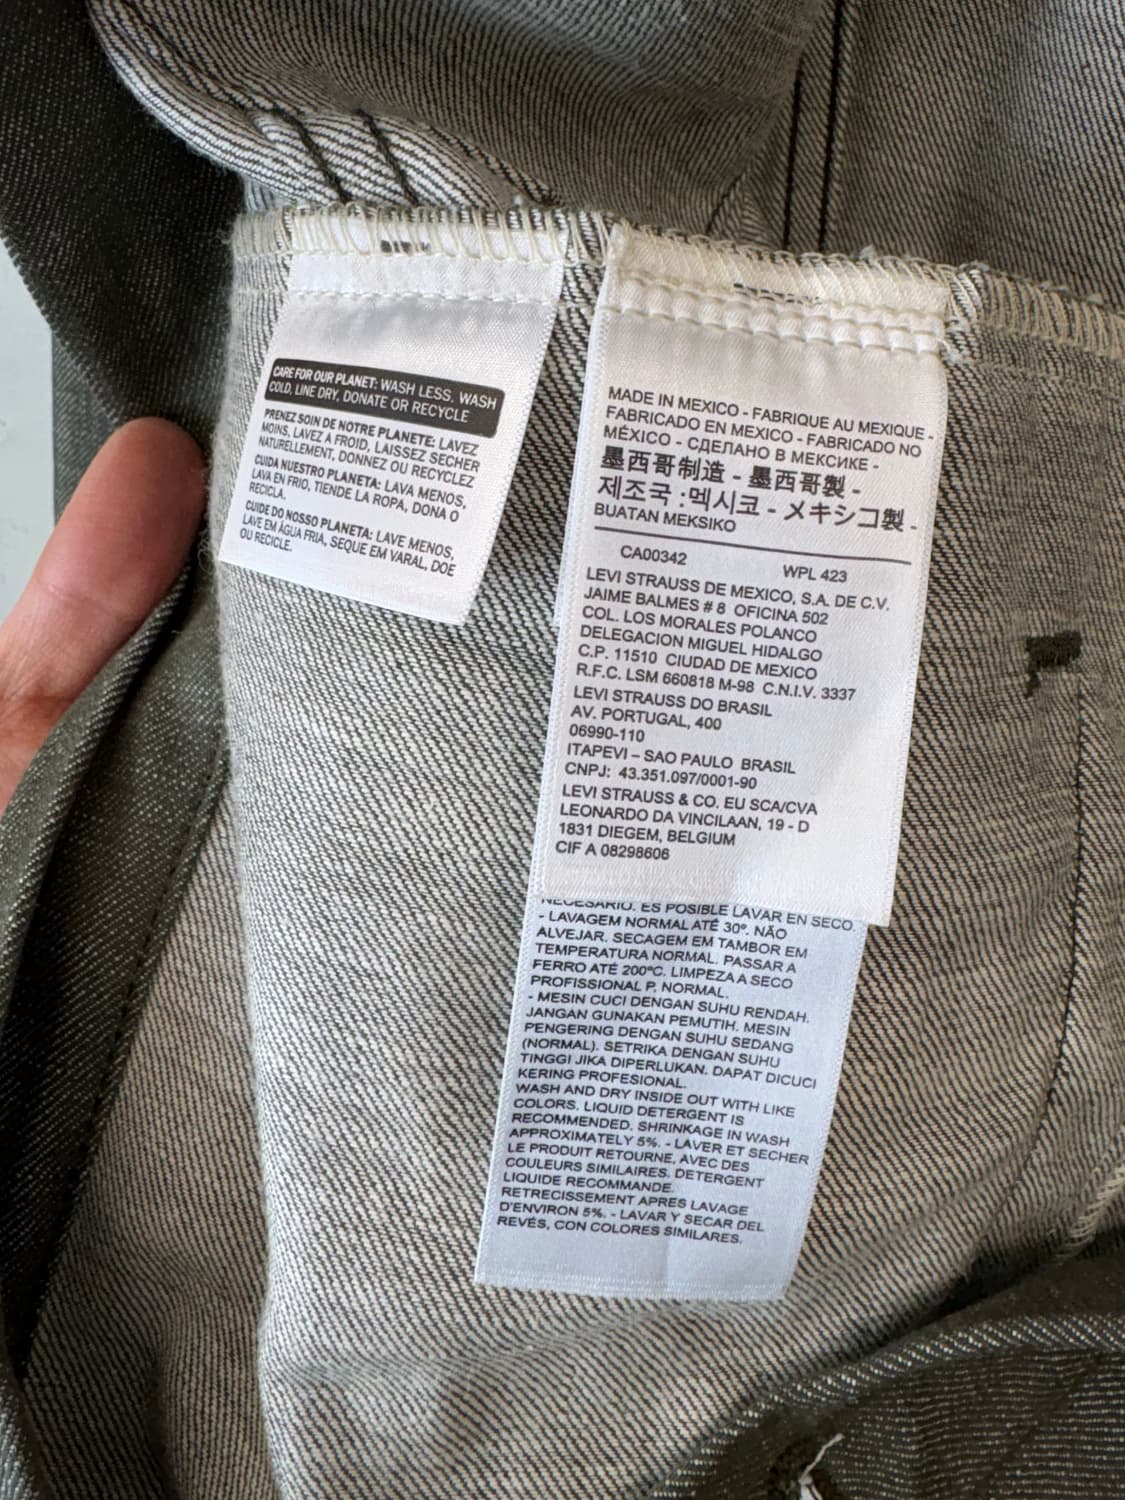 CARE FOR OUR PLANET: WASH LESS, WASH
COLD, LINE DRY, DONATE OR RECYCLE
PRENEZ SOIN DE NOTRE PLANETE: LAVEZ
MOINS, LAVEZ A FROID, LAISSEZ SECHER
NATURELLEMENT, DONNEZ OU RECYCLEZ
CUIDA NUESTRO PLANETA: LAVA MENOS,
LAVA EN FRIO, TIENDE LA ROPA, DONA O
RECICLA.
CUIDE DO NOSSO PLANETA: LAVE MENOS,
LAVE EM ÁGUA FRIA, SEQUE EM VARAL, DOE
OU RECICLE.
MADE IN MEXICO - FABRIQUE AU MEXIQUE -
FABRICADO EN MEXICO - FABRICADO NO
MÉXICO - СДЕЛАНО В МЕКСИКЕ -
墨西哥制造 - 墨西哥製 -
제조국 :멕시코 - メキシコ製 -
BUATAN MEKSIKO
CA00342 WPL 423
LEVI STRAUSS DE MEXICO, S.A. DE C.V.
JAIME BALMES # 8 OFICINA 502
COL. LOS MORALES POLANCO
DELEGACION MIGUEL HIDALGO
C.P. 11510 CIUDAD DE MEXICO
R.F.C. LSM 660818 M-98 C.N.I.V. 3337
LEVI STRAUSS DO BRASIL
AV. PORTUGAL, 400
06990-110
ITAPEVI – SAO PAULO BRASIL
CNPJ: 43.351.097/0001-90
LEVI STRAUSS & CO. EU SCA/CVA
LEONARDO DA VINCILAAN, 19 - D
1831 DIEGEM, BELGIUM
CIF A 08298606
NECESARIO. ES POSIBLE LAVAR EN SECO.
- LAVAGEM NORMAL ATÉ 30º. NÃO
ALVEJAR. SECAGEM EM TAMBOR EM
TEMPERATURA NORMAL. PASSAR A
FERRO ATÉ 200ºC. LIMPEZA A SECO
PROFISSIONAL P. NORMAL.
- MESIN CUCI DENGAN SUHU RENDAH.
JANGAN GUNAKAN PEMUTIH. MESIN
PENGERING DENGAN SUHU SEDANG
(NORMAL). SETRIKA DENGAN SUHU
TINGGI JIKA DIPERLUKAN. DAPAT DICUCI
KERING PROFESIONAL.
WASH AND DRY INSIDE OUT WITH LIKE
COLORS. LIQUID DETERGENT IS
RECOMMENDED. SHRINKAGE IN WASH
APPROXIMATELY 5%. - LAVER ET SECHER
LE PRODUIT RETOURNE, AVEC DES
COULEURS SIMILAIRES. DETERGENT
LIQUIDE RECOMMANDE.
RETRECISSEMENT APRES LAVAGE
D'ENVIRON 5%. - LAVAR Y SECAR DEL
REVÉS, CON COLORES SIMILARES.